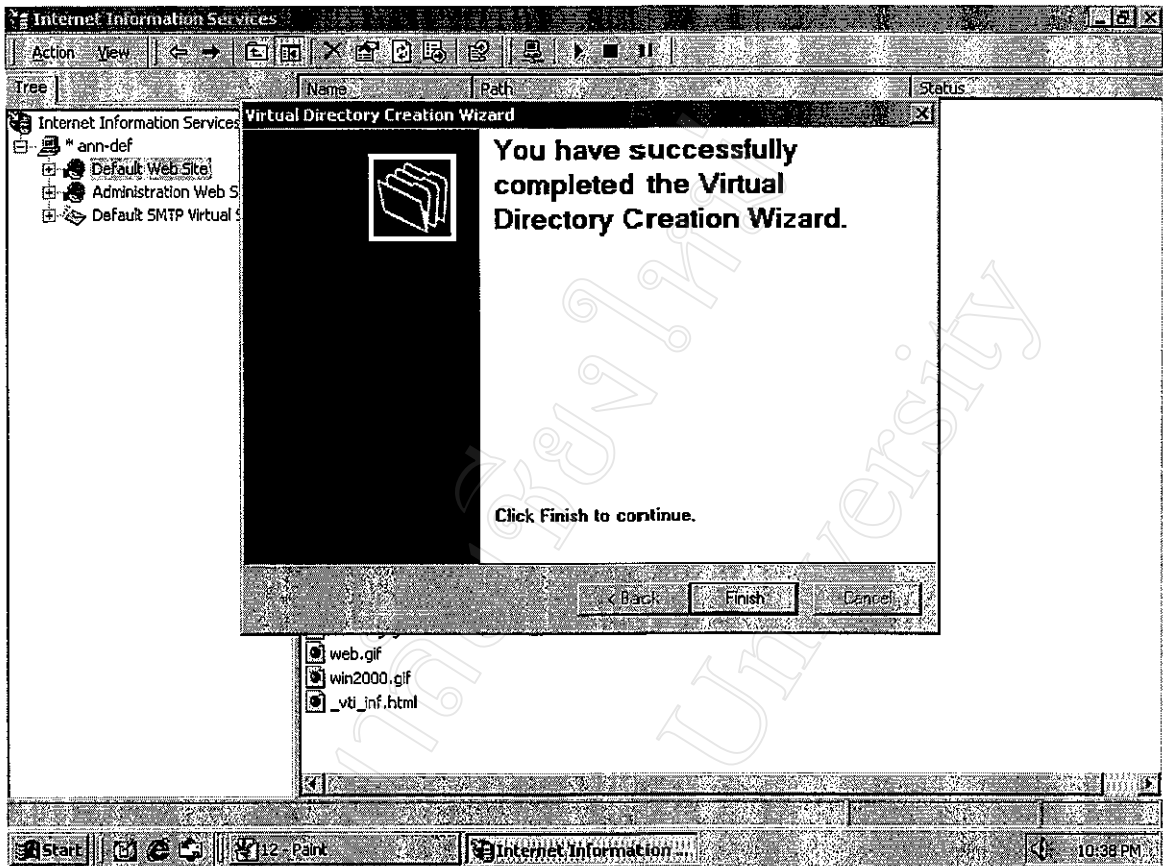 Internet Information Services
Action View
Tree
Name Path Status
Internet Information Services
* ann-def
Default Web Site
Administration Web S
Default SMTP Virtual S
Virtual Directory Creation Wizard
You have successfully
completed the Virtual
Directory Creation Wizard.
Click Finish to continue.
< Back Finish Cancel
web.gif
win2000.gif
_vti_inf.html
Start 12 - Paint Internet Information ... 10:38 PM
University